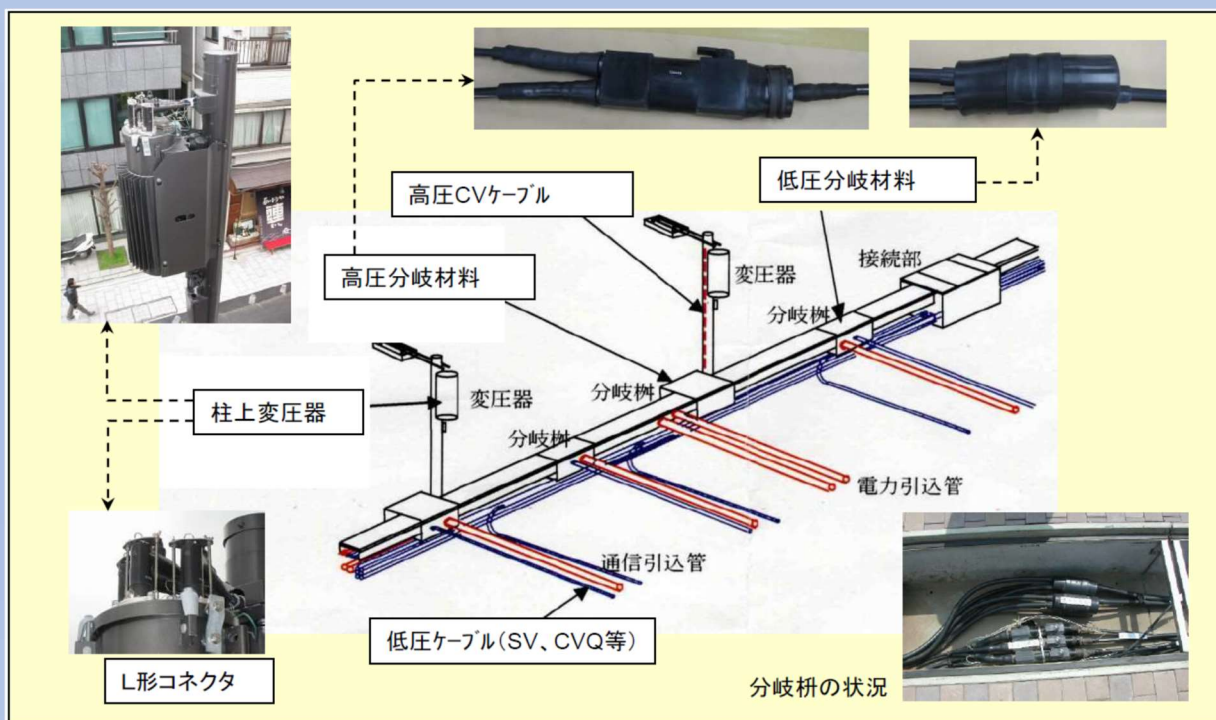 高圧CVケーブル
低圧分岐材料
高圧分岐材料
変圧器
接続部
分岐桝
柱上変圧器
変圧器
分岐桝
分岐桝
電力引込管
通信引込管
低圧ケーブル(SV、CVQ等)
L形コネクタ
分岐枡の状況